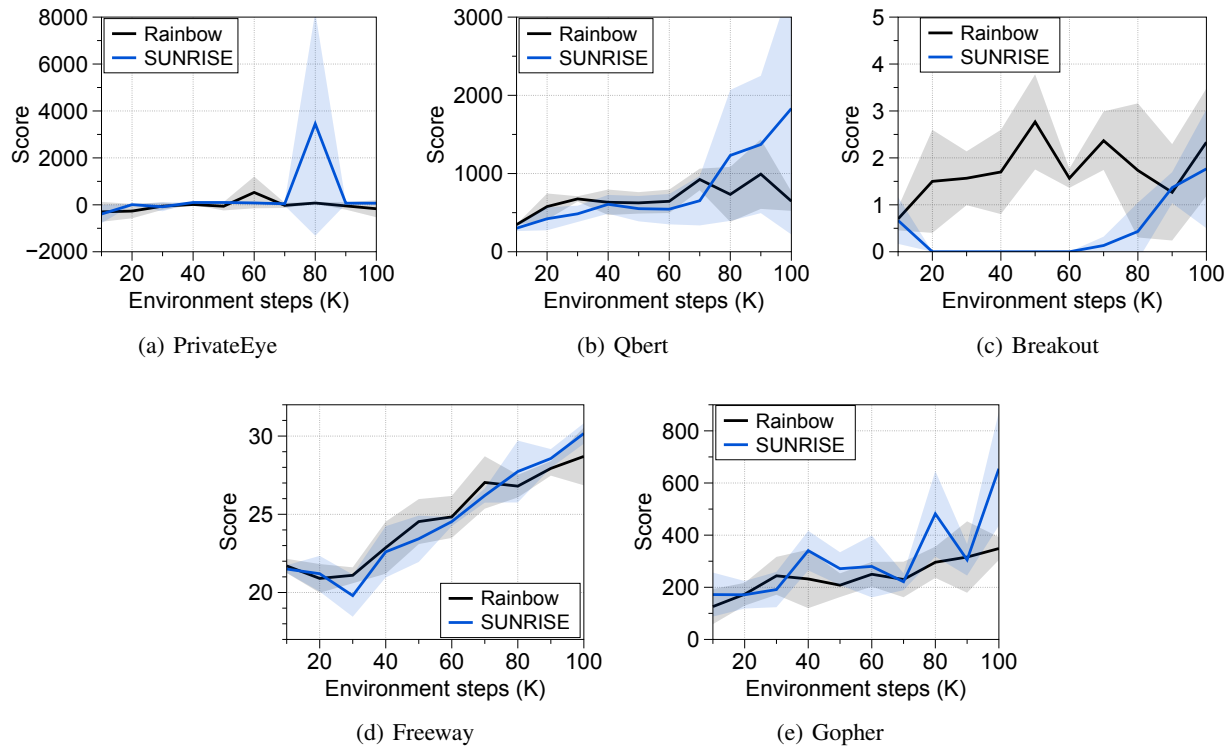 8000
6000
4000
2000
0
−2000
Score
Rainbow
SUNRISE
20 40 60 80 100
Environment steps (K)
(a) PrivateEye
3000
2000
1000
0
Score
Rainbow
SUNRISE
20 40 60 80 100
Environment steps (K)
(b) Qbert
5
4
3
2
1
0
Score
Rainbow
SUNRISE
20 40 60 80 100
Environment steps (K)
(c) Breakout
30
25
20
Score
Rainbow
SUNRISE
20 40 60 80 100
Environment steps (K)
(d) Freeway
800
600
400
200
0
Score
Rainbow
SUNRISE
20 40 60 80 100
Environment steps (K)
(e) Gopher